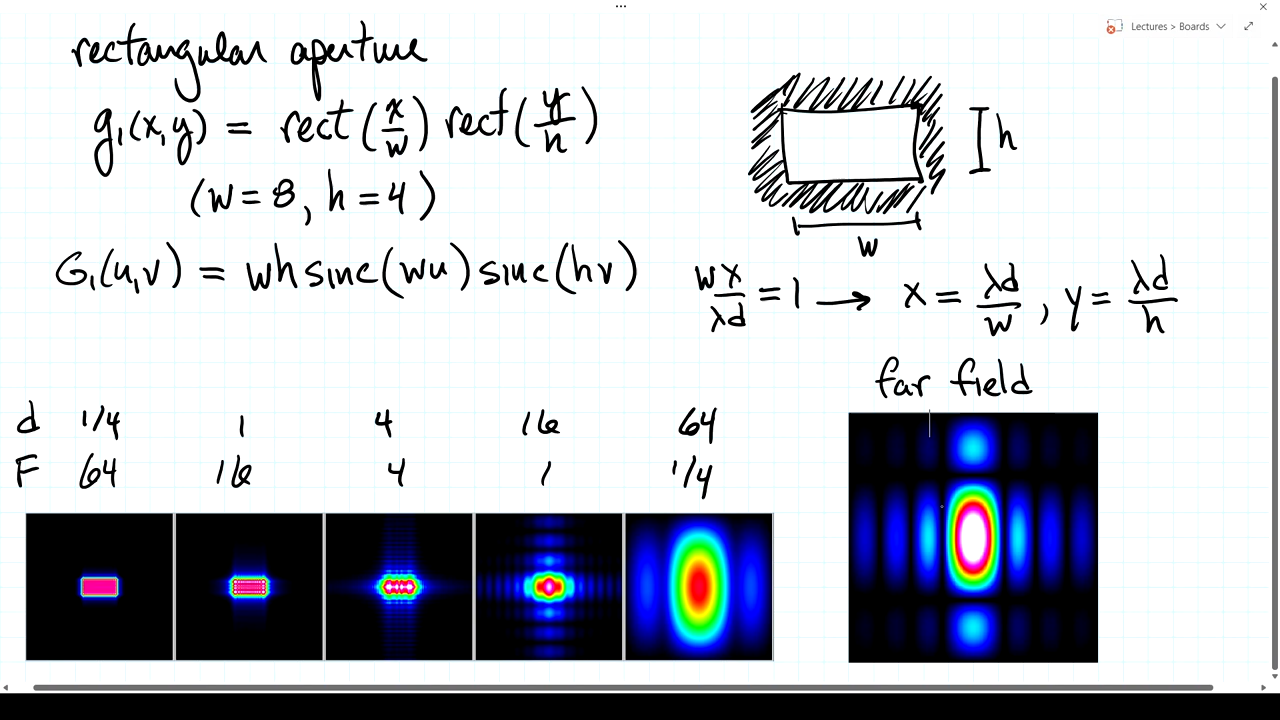 Lectures > Boards
rectangular aperture
g₁(x,y) = rect(x/w) rect(y/h)
(w=8, h=4)
h
w
G₁(u,v) = wh sinc(wu) sinc(hv)
wx/λd = 1 → x = λd/w, y = λd/h
far field
d 1/4 1 4 16 64
F 64 16 4 1 1/4